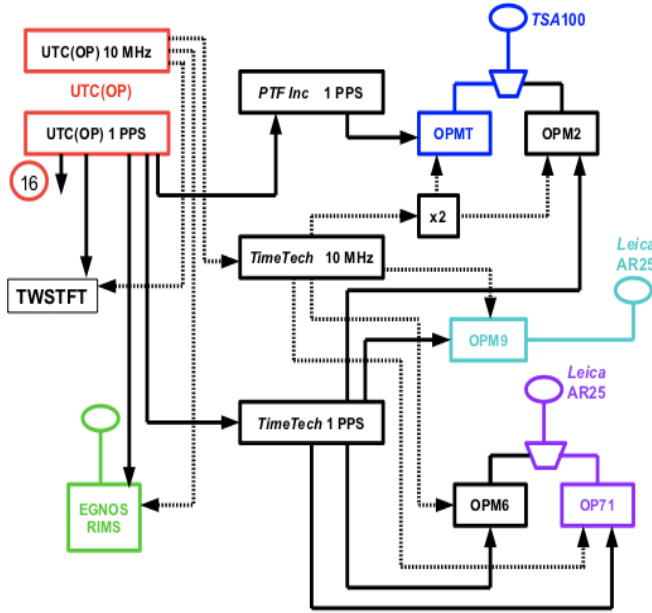 TSA100
UTC(OP) 10 MHz
UTC(OP)
PTF Inc 1 PPS
UTC(OP) 1 PPS
OPMT
OPM2
16
x2
TimeTech 10 MHz
Leica
AR25
TWSTFT
OPM9
Leica
AR25
TimeTech 1 PPS
EGNOS
RIMS
OPM6
OP71